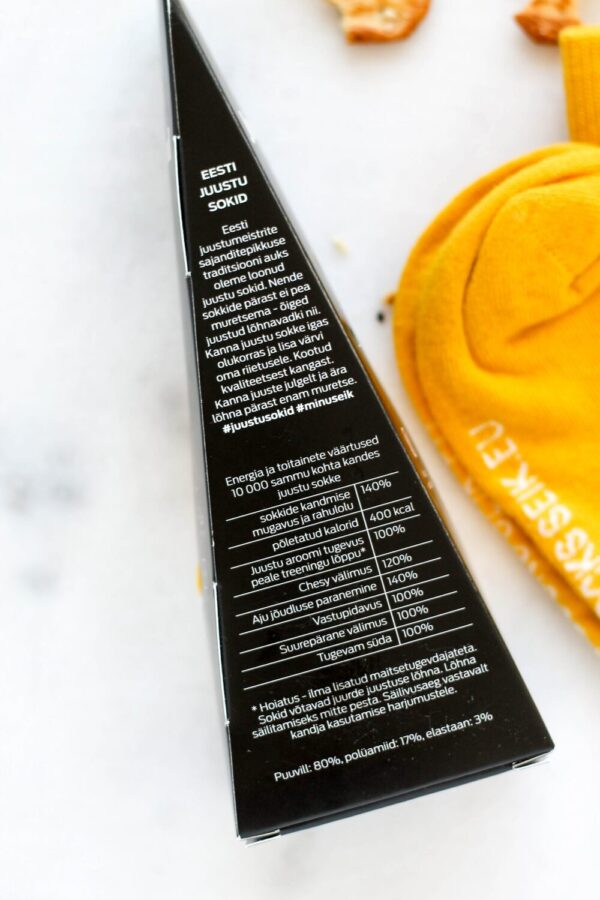 EESTI
JUUSTU
SOKID
Eesti
juustumeistrite
sajanditepikkuse
traditsiooni auks
oleme loonud
juustu sokid. Nende
sokkide pärast ei pea
muretsema - õiged
juustud lõhnavadki nii.
Kanna juustu sokke igas
olukorras ja lisa värvi
oma riietusele. Kootud
kvaliteetsest kangast.
Kanna juuste julgelt ja ära
lõhna pärast enam muretse.
#juustusokid #minuseik
Energia ja toitainete väärtused
10 000 sammu kohta kandes
juustu sokke
sokkide kandmise 140%
mugavus ja rahulolu
põletatud kalorid 400 kcal
Juustu aroomi tugevus 100%
peale treeningu lõppu*
Chesy välimus 120%
Aju jõudluse paranemine 140%
Vastupidavus 100%
Suurepärane välimus 100%
Tugevam süda 100%
* Hoiatus - ilma lisatud maitsetugevdajateta.
Sokid võtavad juurde juustuse lõhna. Lõhna
säilitamiseks mitte pesta. Säilivusaeg vastavalt
kandja kasutamise harjumustele.
Puuvill: 80%, polüamiid: 17%, elastaan: 3%
SEIK.EU